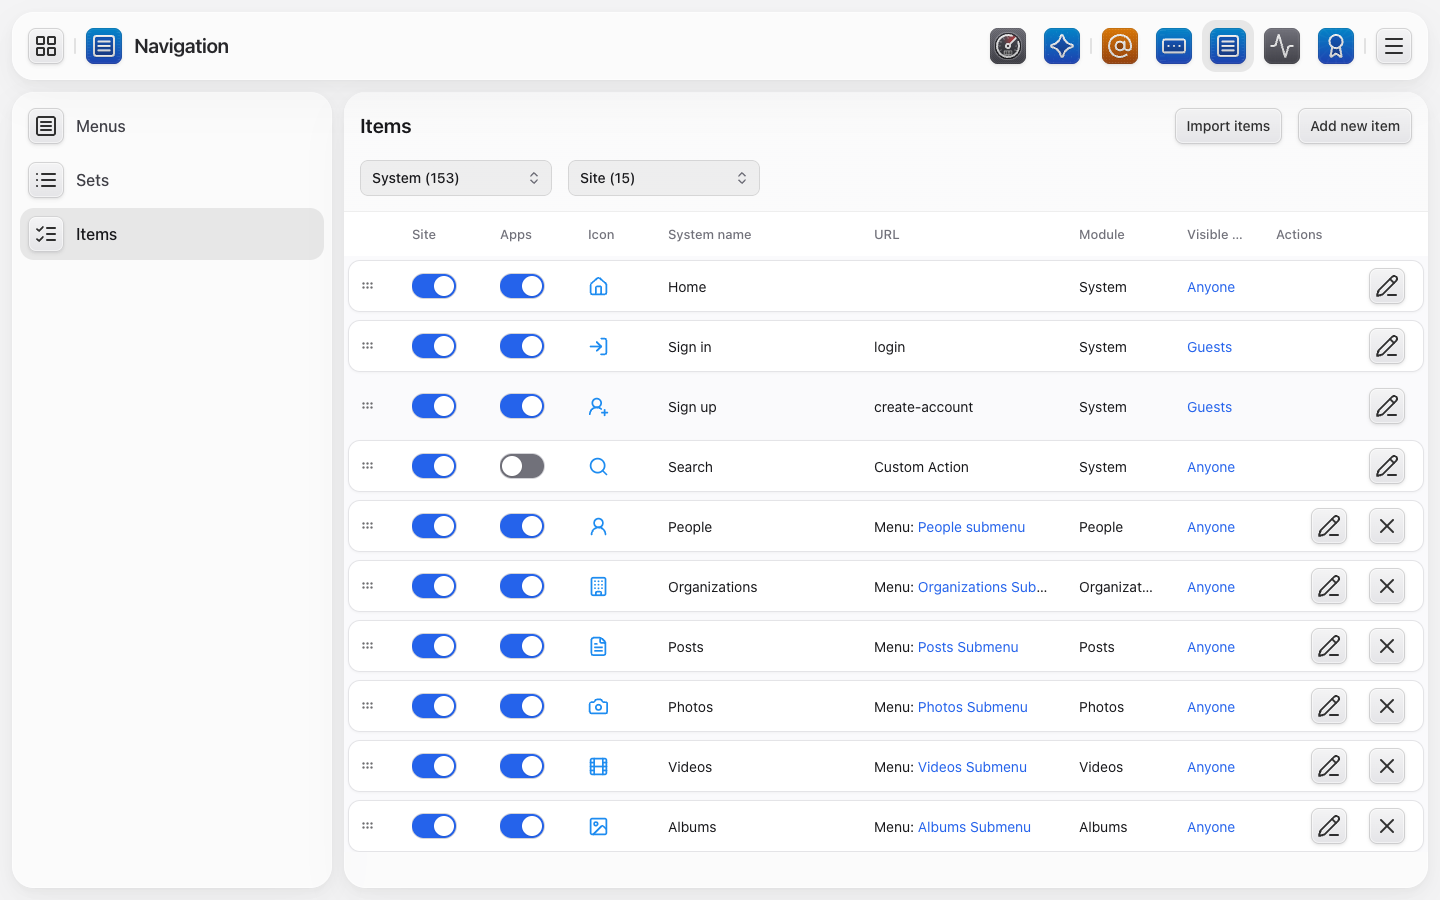 Navigation
Menus
Sets
Items
Items
Import items
Add new item
System (153)
Site (15)
Site Apps Icon System name URL Module Visible ... Actions
Home System Anyone
Sign in login System Guests
Sign up create-account System Guests
Search Custom Action System Anyone
People Menu: People submenu People Anyone
Organizations Menu: Organizations Sub... Organizat... Anyone
Posts Menu: Posts Submenu Posts Anyone
Photos Menu: Photos Submenu Photos Anyone
Videos Menu: Videos Submenu Videos Anyone
Albums Menu: Albums Submenu Albums Anyone